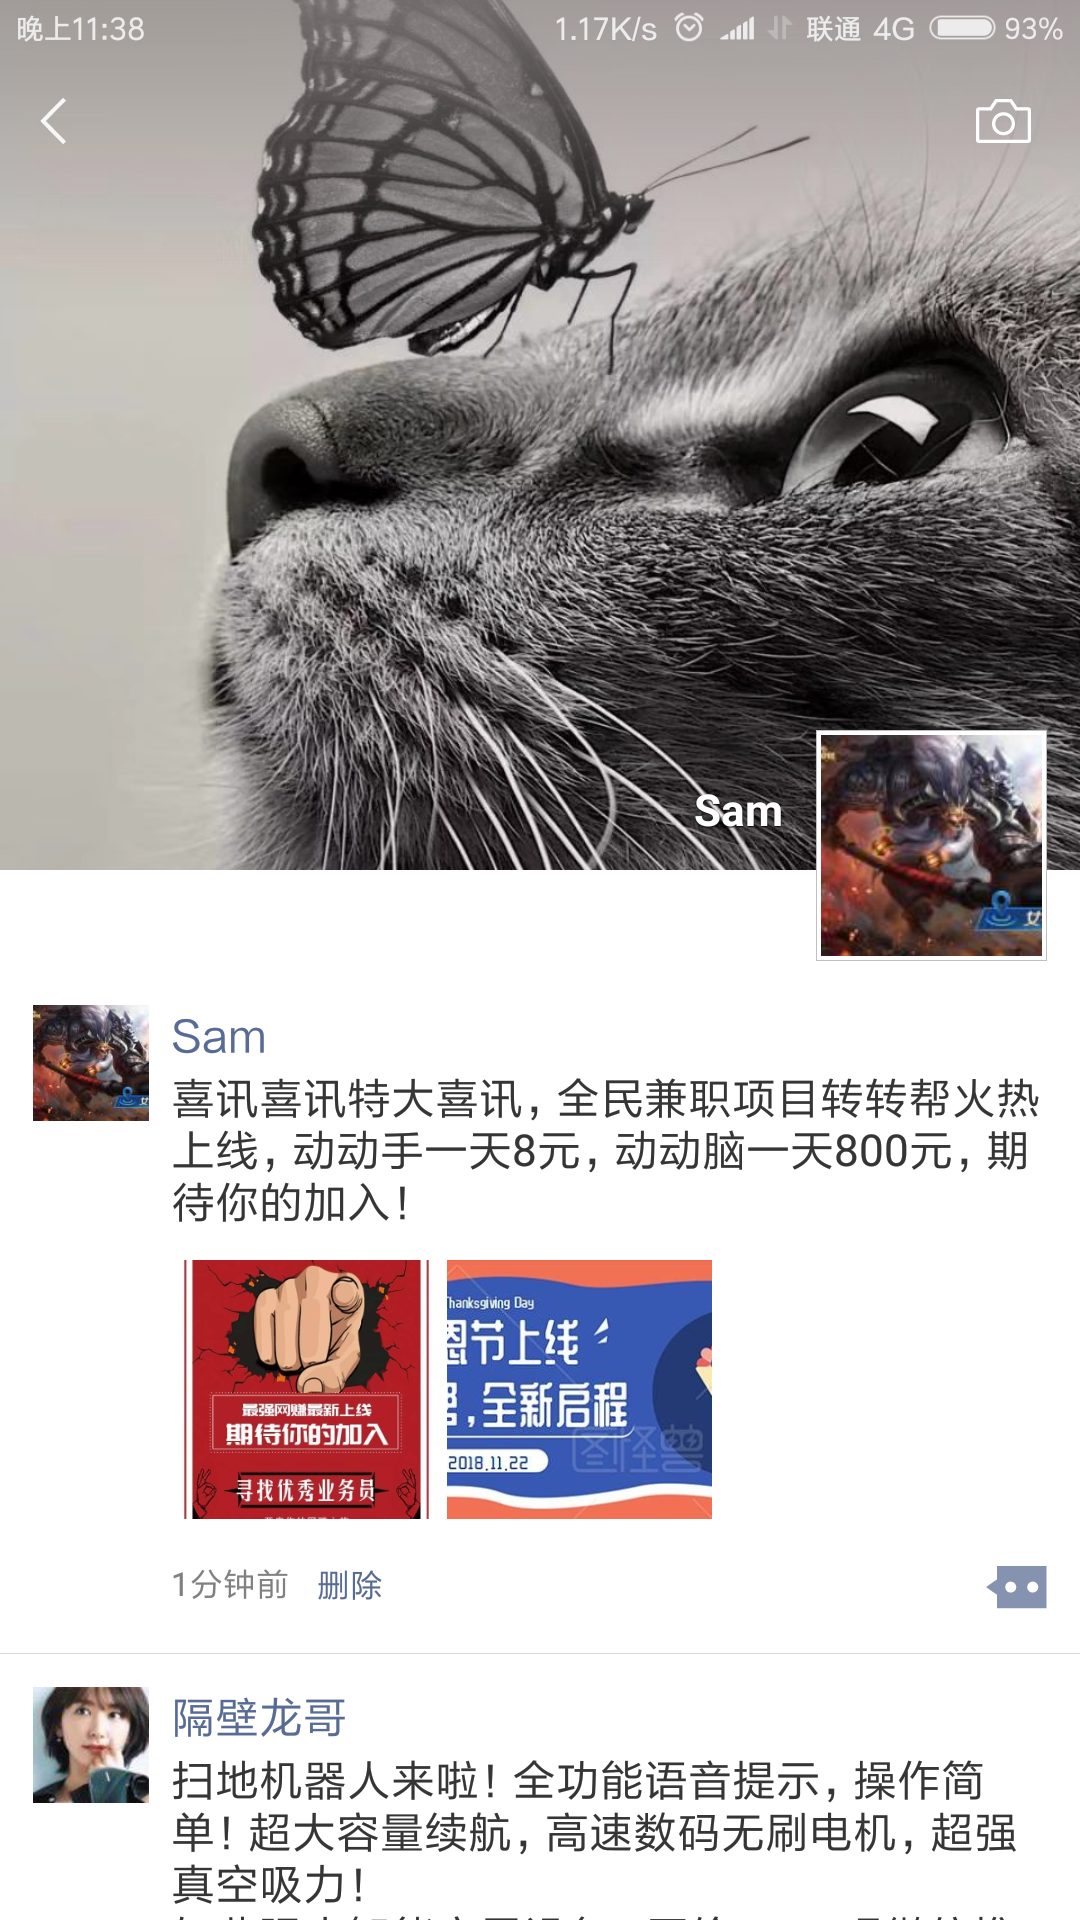 晚上11:38
1.17K/s
联通 4G
93%
Sam
女
Sam
喜讯喜讯特大喜讯，全民兼职项目转转帮火热
上线，动动手一天8元，动动脑一天800元，期
待你的加入！
最强网赚最新上线
期待你的加入
寻找优秀业务员
Thanksgiving Day
恩节上线
，全新启程
2018.11.22
图怪兽
1分钟前 删除
隔壁龙哥
扫地机器人来啦！全功能语音提示，操作简
单！超大容量续航，高速数码无刷电机，超强
真空吸力！